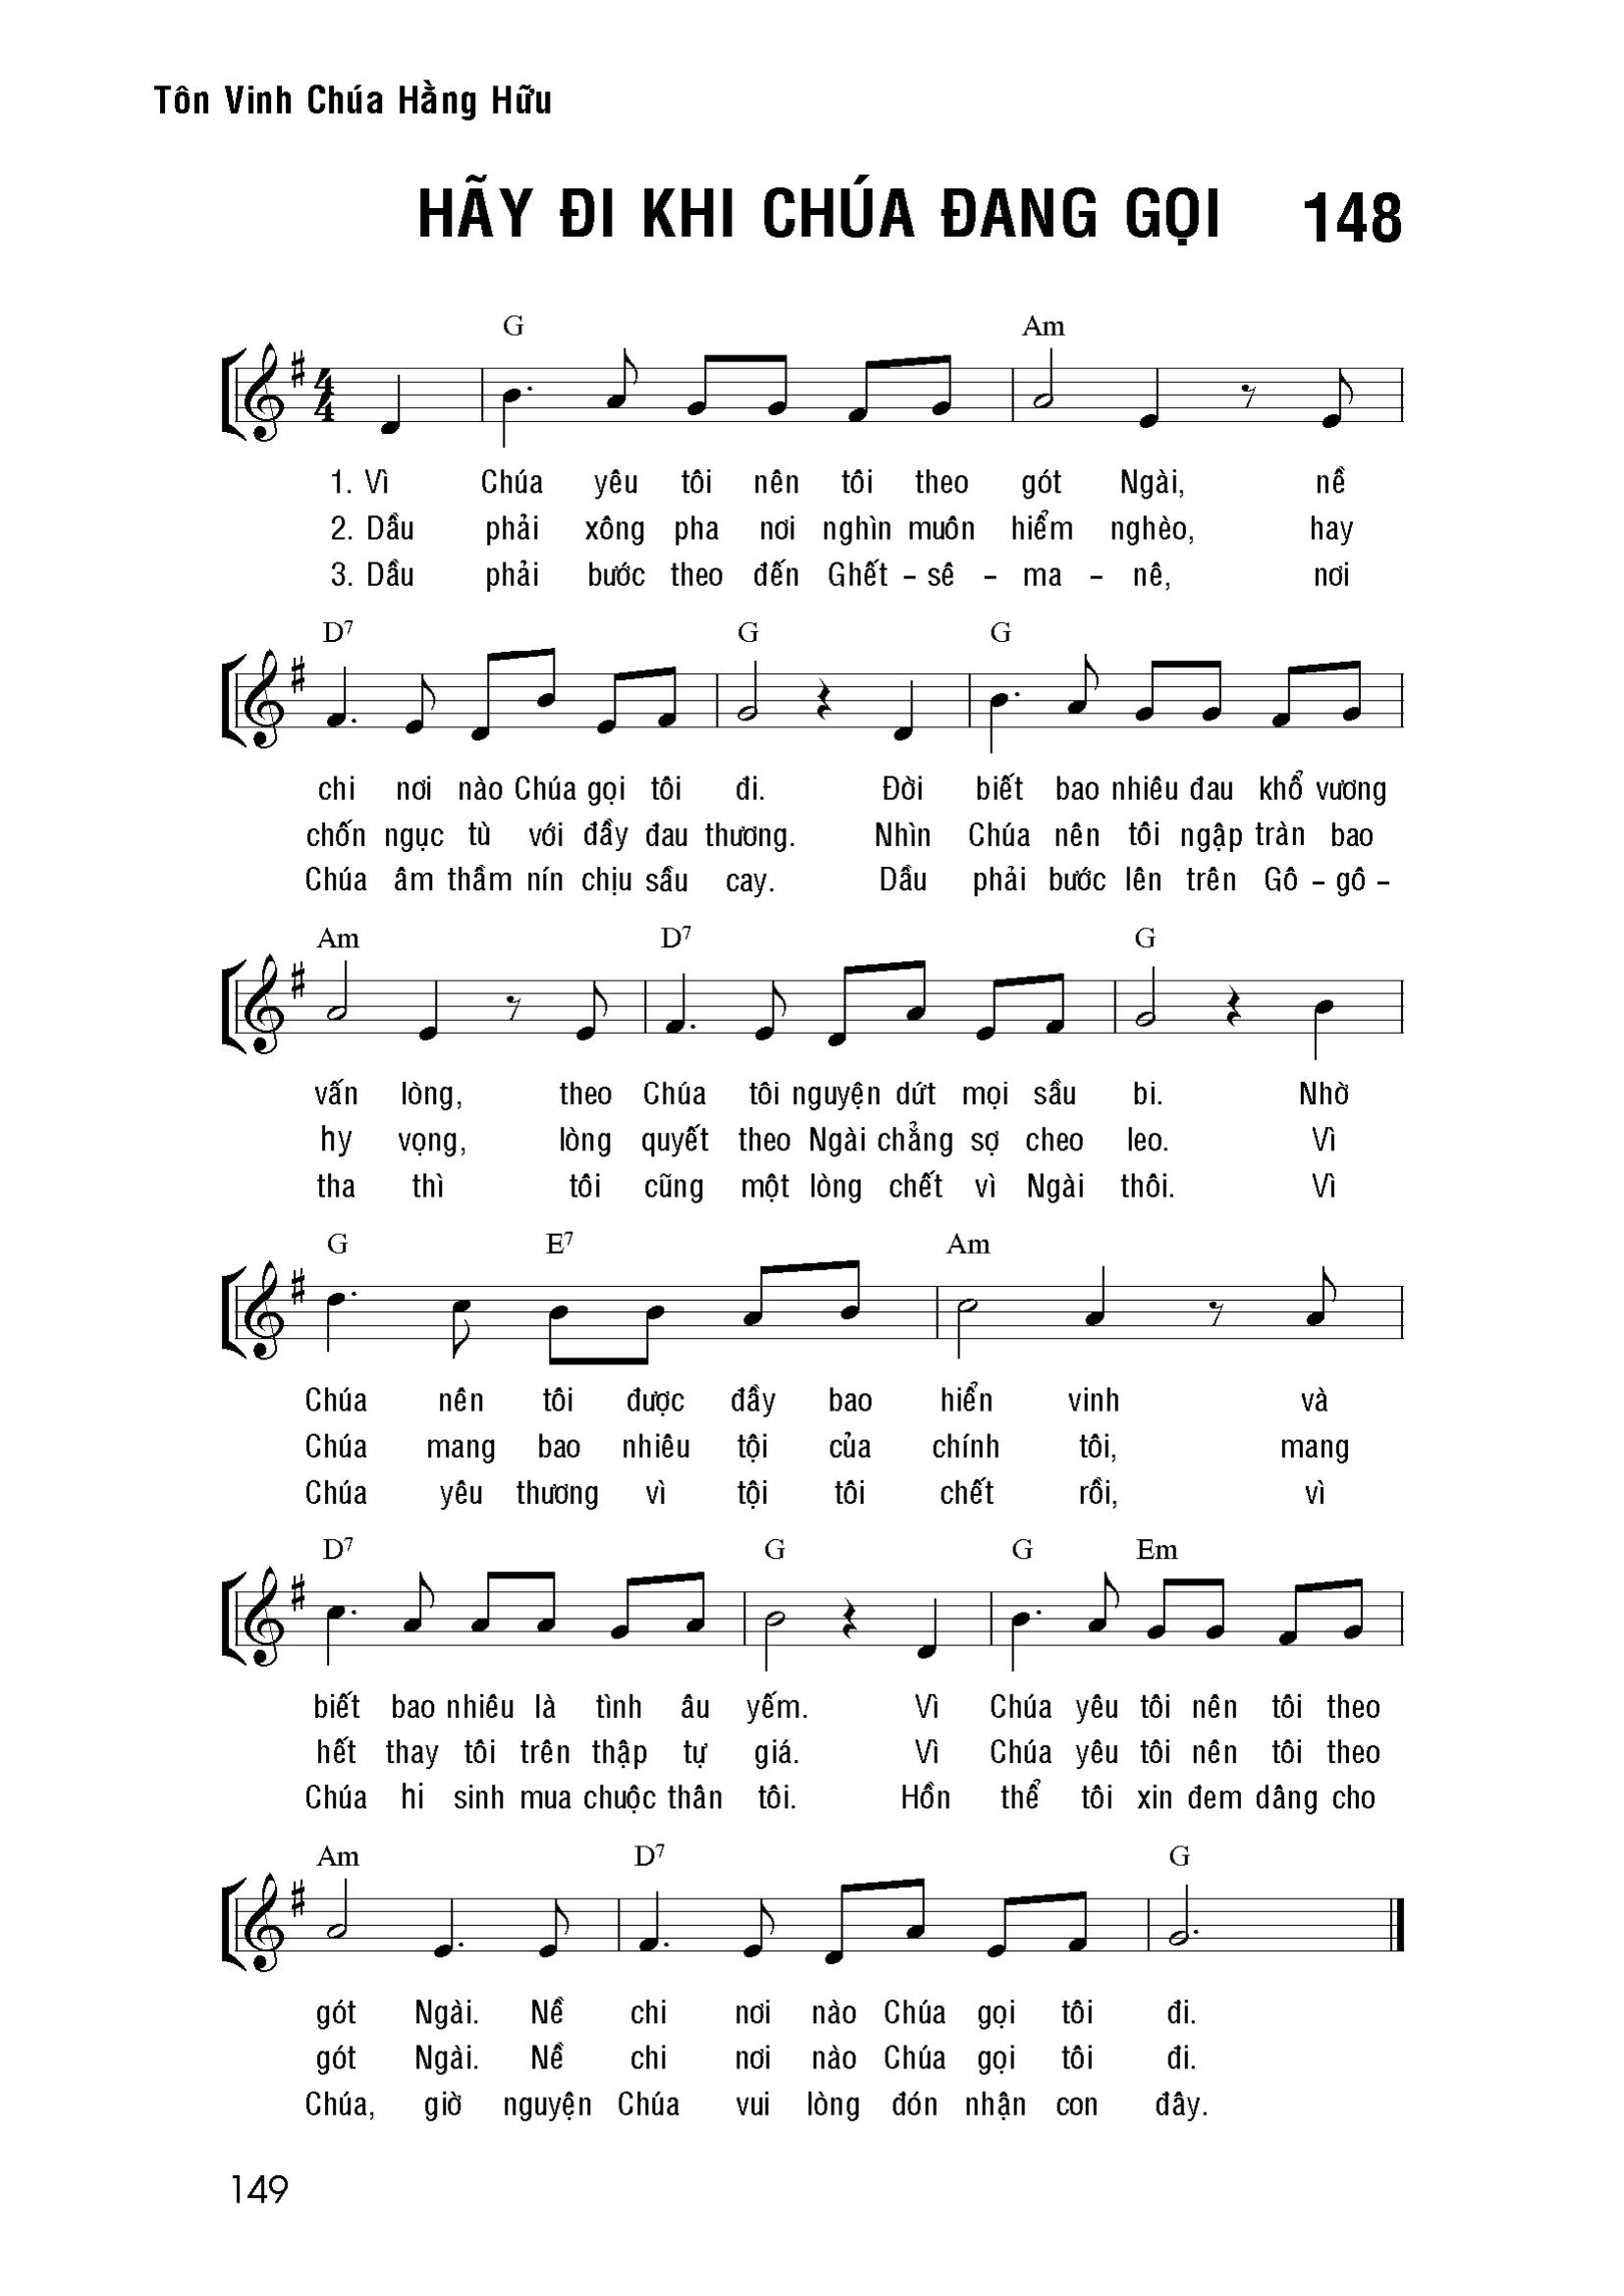 Tôn Vinh Chúa Hằng Hữu
HÃY ĐI KHI CHÚA ĐANG GỌI 148
G Am
1. Vì Chúa yêu tôi nên tôi theo gót Ngài, nề
2. Dầu phải xông pha nơi nghìn muôn hiểm nghèo, hay
3. Dầu phải bước theo đến Ghết - sê - ma - nê, nơi
D7 G G
chi nơi nào Chúa gọi tôi đi. Đời biết bao nhiêu đau khổ vương
chốn ngục tù với đầy đau thương. Nhìn Chúa nên tôi ngập tràn bao
Chúa âm thầm nín chịu sầu cay. Dầu phải bước lên trên Gô - gô -
Am D7 G
vấn lòng, theo Chúa tôi nguyện dứt mọi sầu bi. Nhờ
hy vọng, lòng quyết theo Ngài chẳng sợ cheo leo. Vì
tha thì tôi cũng một lòng chết vì Ngài thôi. Vì
G E7 Am
Chúa nên tôi được đầy bao hiển vinh và
Chúa mang bao nhiêu tội của chính tôi, mang
Chúa yêu thương vì tội tôi chết rồi, vì
D7 G G Em
biết bao nhiêu là tình âu yếm. Vì Chúa yêu tôi nên tôi theo
hết thay tôi trên thập tự giá. Vì Chúa yêu tôi nên tôi theo
Chúa hi sinh mua chuộc thân tôi. Hồn thể tôi xin đem dâng cho
Am D7 G
gót Ngài. Nề chi nơi nào Chúa gọi tôi đi.
gót Ngài. Nề chi nơi nào Chúa gọi tôi đi.
Chúa, giờ nguyện Chúa vui lòng đón nhận con đây.
149